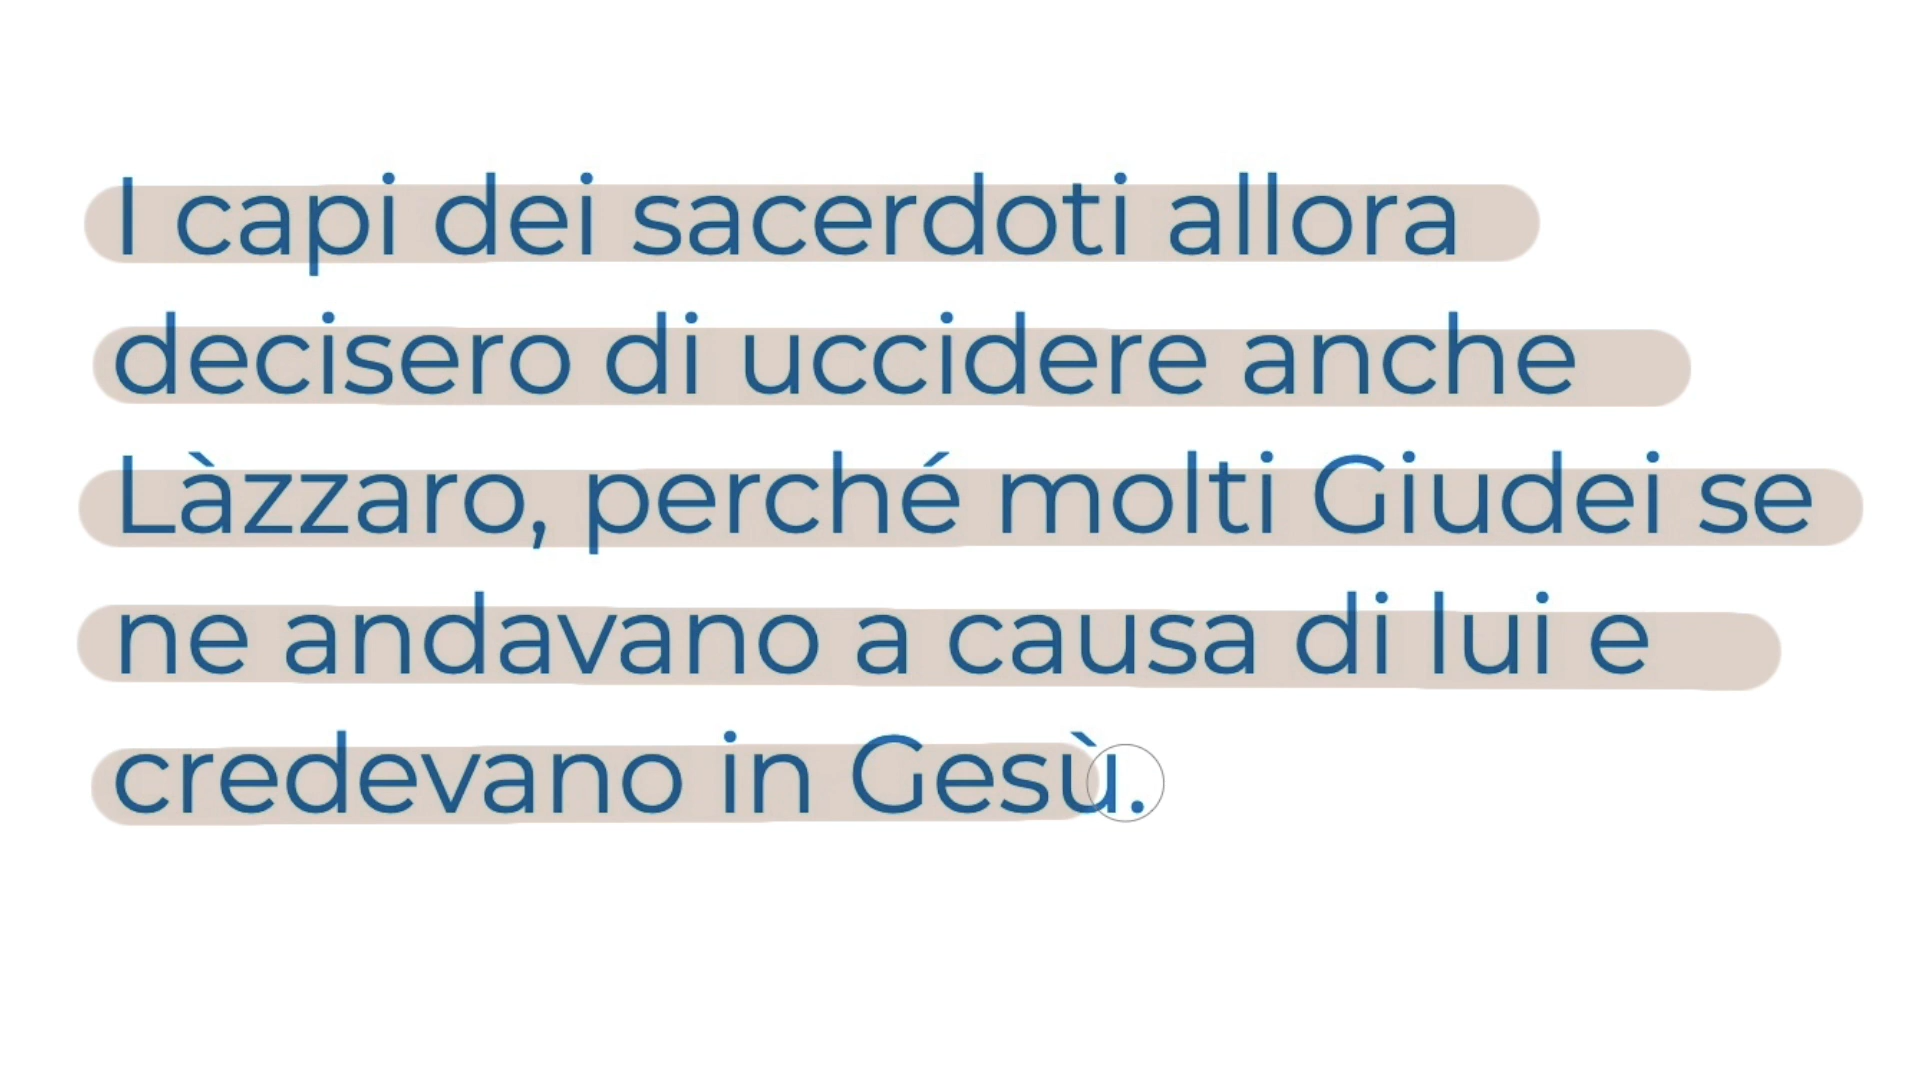 I capi dei sacerdoti allora
decisero di uccidere anche
Làzzaro, perché molti Giudei se
ne andavano a causa di lui e
credevano in Gesù.